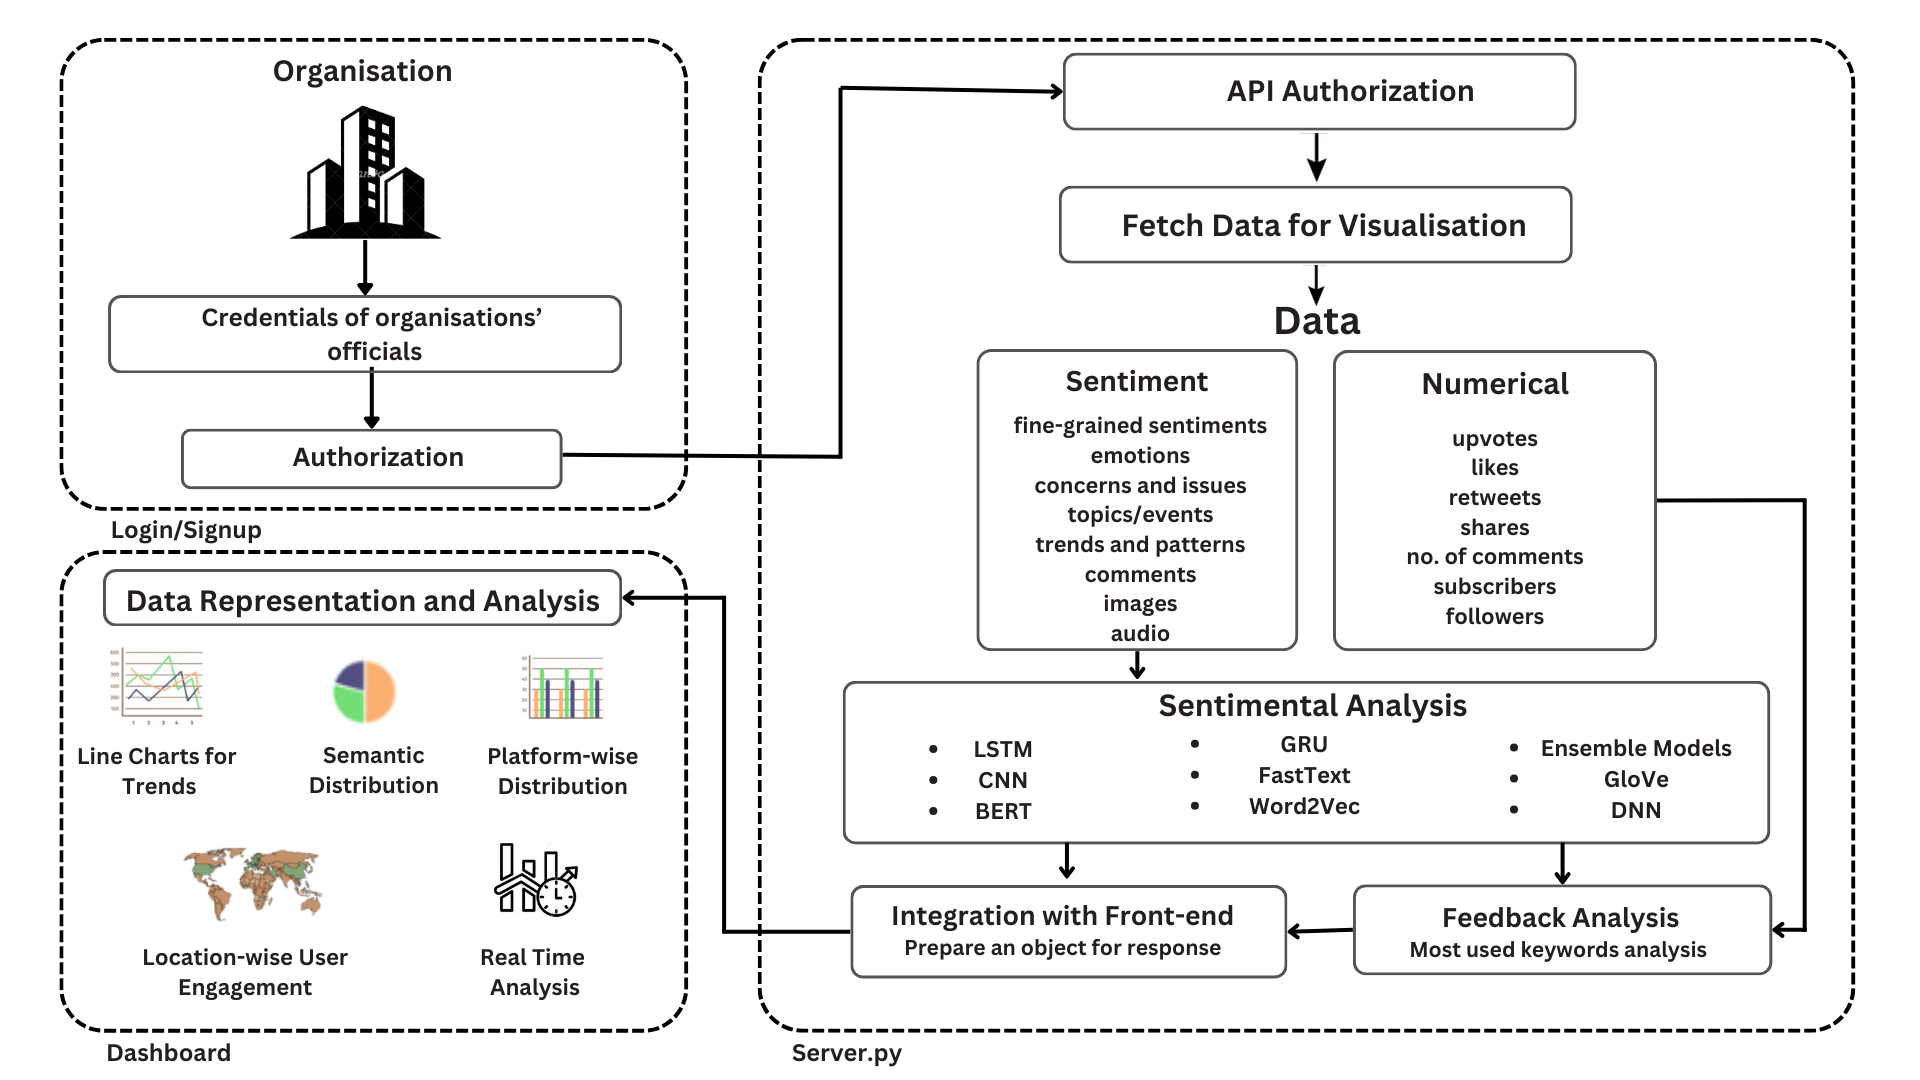 Organisation
Credentials of organisations’
officials
Authorization
Login/Signup
API Authorization
Fetch Data for Visualisation
Data
Sentiment
fine-grained sentiments
emotions
concerns and issues
topics/events
trends and patterns
comments
images
audio
Numerical
upvotes
likes
retweets
shares
no. of comments
subscribers
followers
Sentimental Analysis
• LSTM
• CNN
• BERT
• GRU
• FastText
• Word2Vec
• Ensemble Models
• GloVe
• DNN
Integration with Front-end
Prepare an object for response
Feedback Analysis
Most used keywords analysis
Server.py
Data Representation and Analysis
Line Charts for
Trends
Semantic
Distribution
Platform-wise
Distribution
Location-wise User
Engagement
Real Time
Analysis
Dashboard